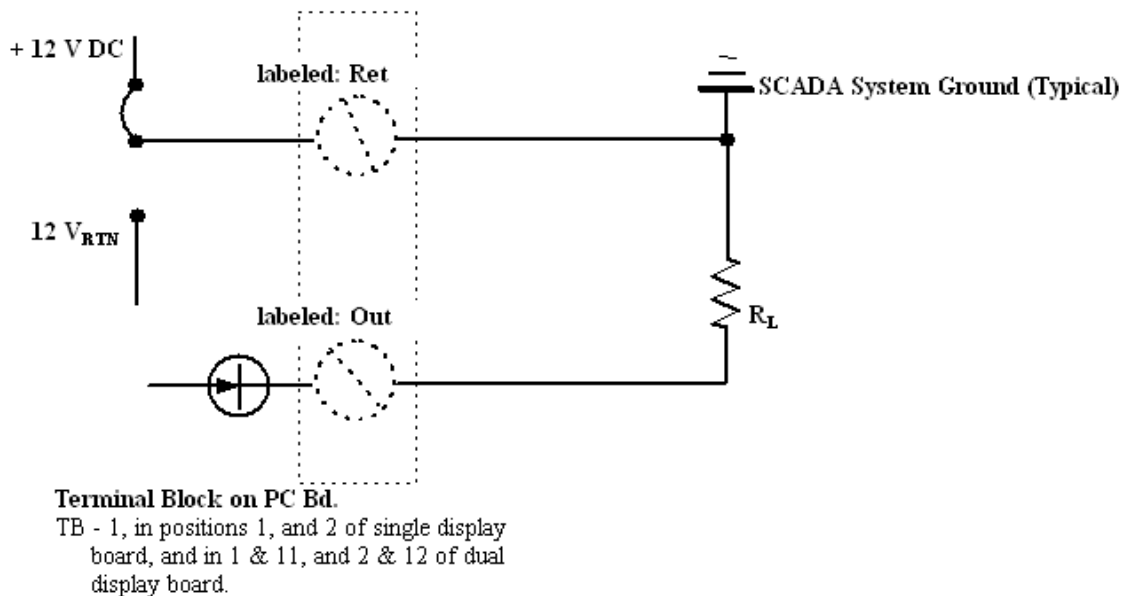 + 12 V DC
labeled: Ret
SCADA System Ground (Typical)
12 VRTN
labeled: Out
RL
Terminal Block on PC Bd.
TB - 1, in positions 1, and 2 of single display
board, and in 1 & 11, and 2 & 12 of dual
display board.